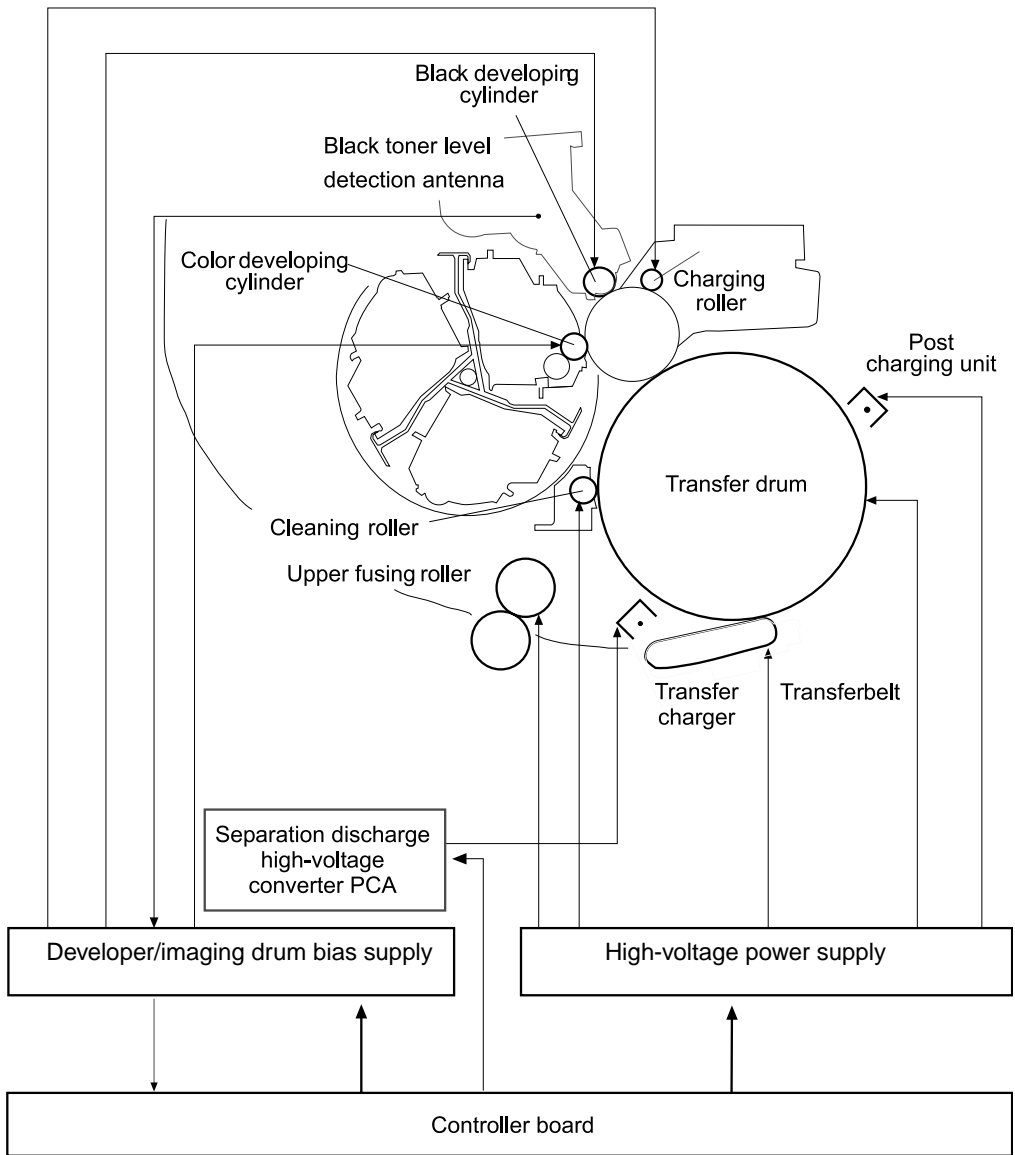 Black developing
cylinder
Black toner level
detection antenna
Color developing
cylinder
Charging
roller
Post
charging unit
Transfer drum
Cleaning roller
Upper fusing roller
Transfer
charger
Transferbelt
Separation discharge
high-voltage
converter PCA
Developer/imaging drum bias supply
High-voltage power supply
Controller board